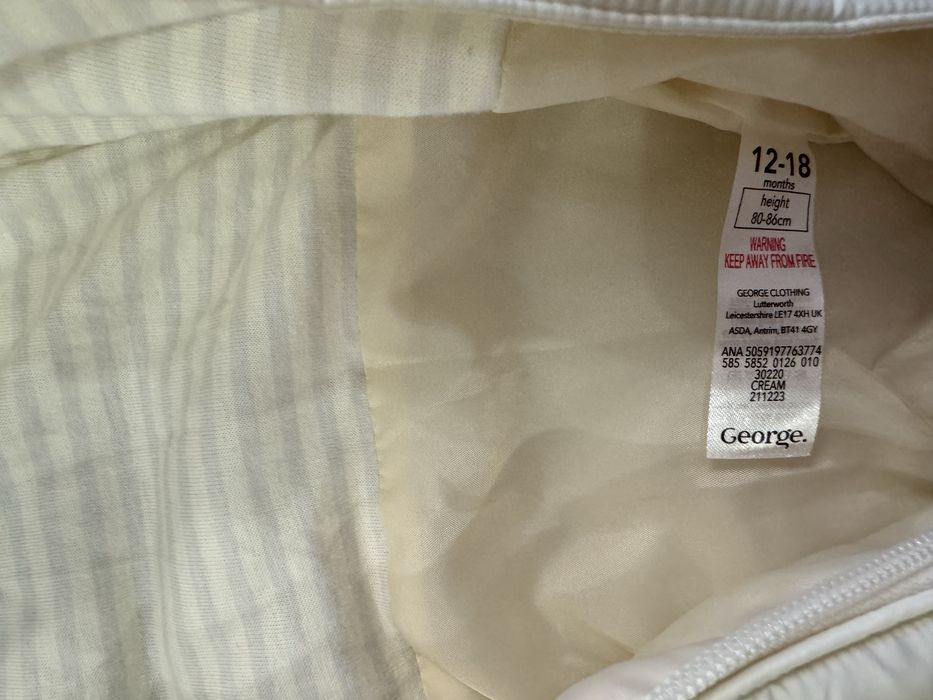 12-18
months
height
80-86cm
WARNING
KEEP AWAY FROM FIRE
GEORGE CLOTHING
Lutterworth
Leicestershire LE17 4XH UK
ASDA, Antrim, BT41 4GY
ANA 5059197763774
585 5852 0126 010
30220
CREAM
211223
George.